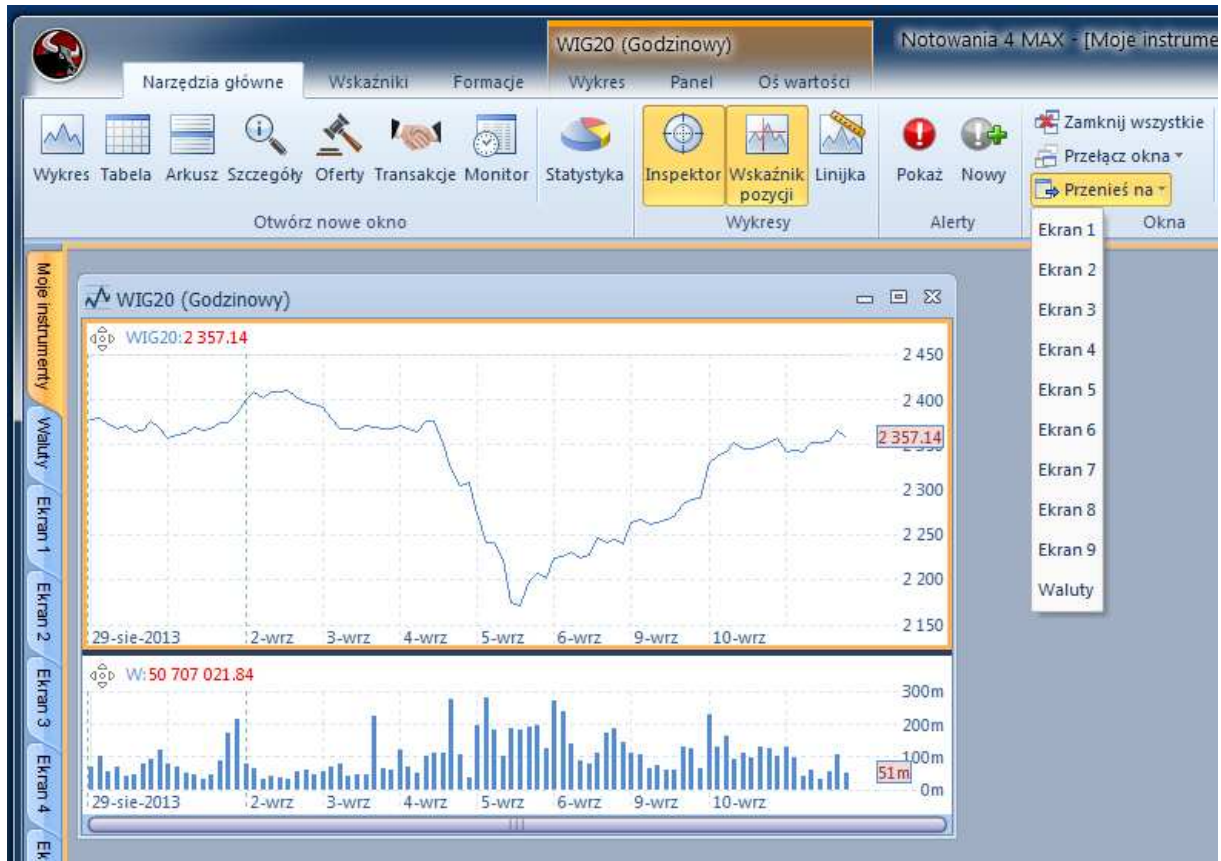 WIG20 (Godzinowy)
Notowania 4 MAX - [Moje instrume
Narzędzia główne Wskaźniki Formacje Wykres Panel Oś wartości
Wykres Tabela Arkusz Szczegóły Oferty Transakcje Monitor Statystyka Inspektor Wskaźnik pozycji Linijka Pokaż Nowy
Zamknij wszystkie
Przełącz okna
Przenieś na
Otwórz nowe okno Wykresy Alerty Okna
Ekran 1
Ekran 2
Ekran 3
Ekran 4
Ekran 5
Ekran 6
Ekran 7
Ekran 8
Ekran 9
Waluty
Moje instrumenty
Waluty
Ekran 1
Ekran 2
Ekran 3
Ekran 4
Ek
WIG20 (Godzinowy)
WIG20:2 357.14
2 450
2 400
2 357.14
2 300
2 250
2 200
2 150
29-sie-2013 2-wrz 3-wrz 4-wrz 5-wrz 6-wrz 9-wrz 10-wrz
W:50 707 021.84
300m
200m
100m
51m
0m
29-sie-2013 2-wrz 3-wrz 4-wrz 5-wrz 6-wrz 9-wrz 10-wrz